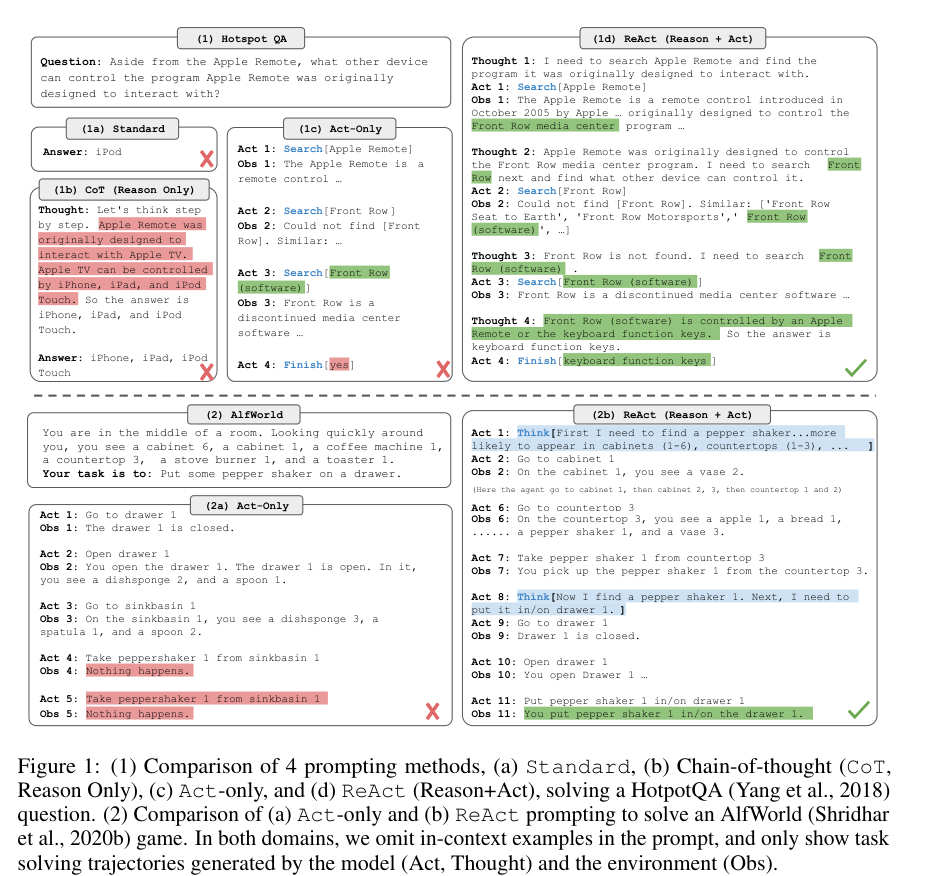 (1) Hotspot QA
Question: Aside from the Apple Remote, what other device
can control the program Apple Remote was originally
designed to interact with?
(1a) Standard
Answer: iPod
(1b) CoT (Reason Only)
Thought: Let's think step
by step. Apple Remote was
originally designed to
interact with Apple TV.
Apple TV can be controlled
by iPhone, iPad, and iPod
Touch. So the answer is
iPhone, iPad, and iPod
Touch.
Answer: iPhone, iPad, iPod
Touch
(1c) Act-Only
Act 1: Search[Apple Remote]
Obs 1: The Apple Remote is a
remote control …
Act 2: Search[Front Row ]
Obs 2: Could not find [Front
Row]. Similar: …
Act 3: Search[Front Row
(software)]
Obs 3: Front Row is a
discontinued media center
software …
Act 4: Finish[yes]
(1d) ReAct (Reason + Act)
Thought 1: I need to search Apple Remote and find the
program it was originally designed to interact with.
Act 1: Search[Apple Remote]
Obs 1: The Apple Remote is a remote control introduced in
October 2005 by Apple … originally designed to control the
Front Row media center program …
Thought 2: Apple Remote was originally designed to control
the Front Row media center program. I need to search Front
Row next and find what other device can control it.
Act 2: Search[Front Row]
Obs 2: Could not find [Front Row]. Similar: ['Front Row
Seat to Earth', 'Front Row Motorsports',' Front Row
(software)', …]
Thought 3: Front Row is not found. I need to search Front
Row (software) .
Act 3: Search[Front Row (software)]
Obs 3: Front Row is a discontinued media center software …
Thought 4: Front Row (software) is controlled by an Apple
Remote or the keyboard function keys. So the answer is
keyboard function keys.
Act 4: Finish[keyboard function keys]
(2) AlfWorld
You are in the middle of a room. Looking quickly around
you, you see a cabinet 6, a cabinet 1, a coffee machine 1,
a countertop 3, a stove burner 1, and a toaster 1.
Your task is to: Put some pepper shaker on a drawer.
(2a) Act-Only
Act 1: Go to drawer 1
Obs 1: The drawer 1 is closed.
Act 2: Open drawer 1
Obs 2: You open the drawer 1. The drawer 1 is open. In it,
you see a dishsponge 2, and a spoon 1.
Act 3: Go to sinkbasin 1
Obs 3: On the sinkbasin 1, you see a dishsponge 3, a
spatula 1, and a spoon 2.
Act 4: Take peppershaker 1 from sinkbasin 1
Obs 4: Nothing happens.
Act 5: Take peppershaker 1 from sinkbasin 1
Obs 5: Nothing happens.
(2b) ReAct (Reason + Act)
Act 1: Think[First I need to find a pepper shaker...more
likely to appear in cabinets (1-6), countertops (1-3), ... ]
Act 2: Go to cabinet 1
Obs 2: On the cabinet 1, you see a vase 2.
(Here the agent go to cabinet 1, then cabinet 2, 3, then countertop 1 and 2)
Act 6: Go to countertop 3
Obs 6: On the countertop 3, you see a apple 1, a bread 1,
...... a pepper shaker 1, and a vase 3.
Act 7: Take pepper shaker 1 from countertop 3
Obs 7: You pick up the pepper shaker 1 from the countertop 3.
Act 8: Think[Now I find a pepper shaker 1. Next, I need to
put it in/on drawer 1. ]
Act 9: Go to drawer 1
Obs 9: Drawer 1 is closed.
Act 10: Open drawer 1
Obs 10: You open Drawer 1 …
Act 11: Put pepper shaker 1 in/on drawer 1
Obs 11: You put pepper shaker 1 in/on the drawer 1.
Figure 1: (1) Comparison of 4 prompting methods, (a) Standard, (b) Chain-of-thought (CoT,
Reason Only), (c) Act-only, and (d) ReAct (Reason+Act), solving a HotpotQA (Yang et al., 2018)
question. (2) Comparison of (a) Act-only and (b) ReAct prompting to solve an AlfWorld (Shridhar
et al., 2020b) game. In both domains, we omit in-context examples in the prompt, and only show task
solving trajectories generated by the model (Act, Thought) and the environment (Obs).